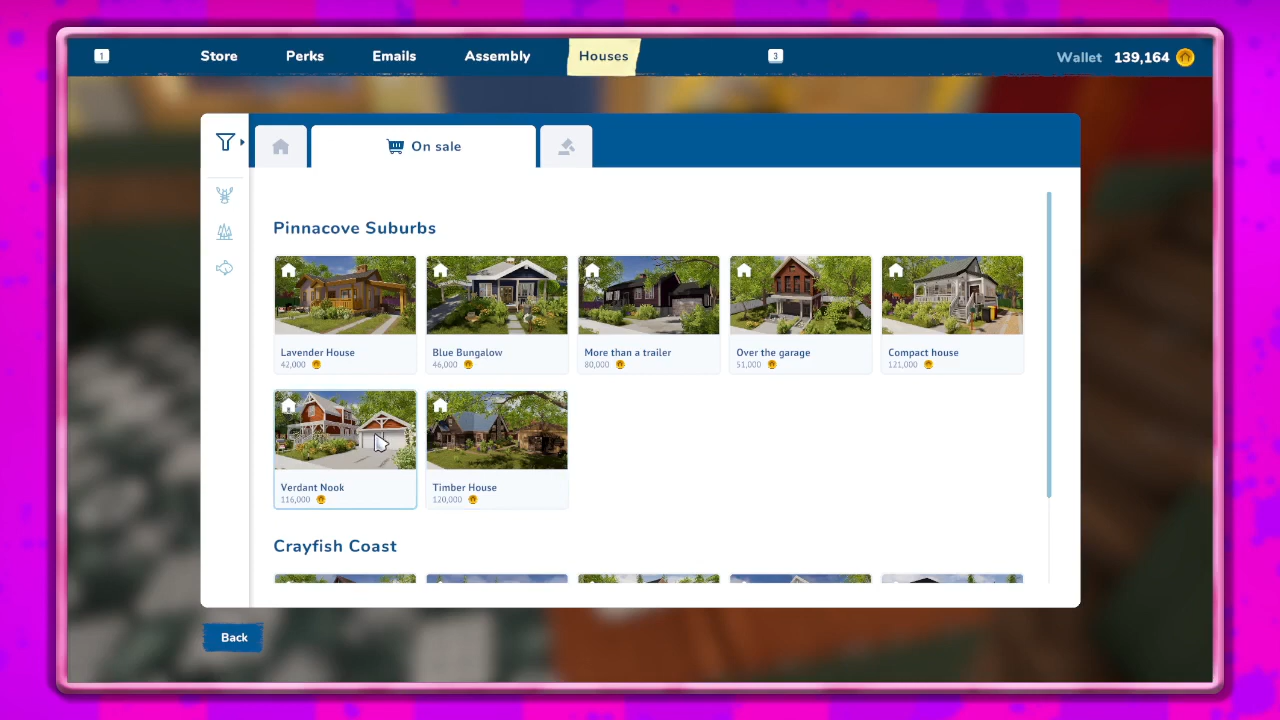 1 Store Perks Emails Assembly Houses 3 Wallet 139,164
On sale
Pinnacove Suburbs
Lavender House Blue Bungalow More than a trailer Over the garage Compact house
42,000 46,000 80,000 51,000 121,000
Verdant Nook Timber House
116,000 120,000
Crayfish Coast
Back